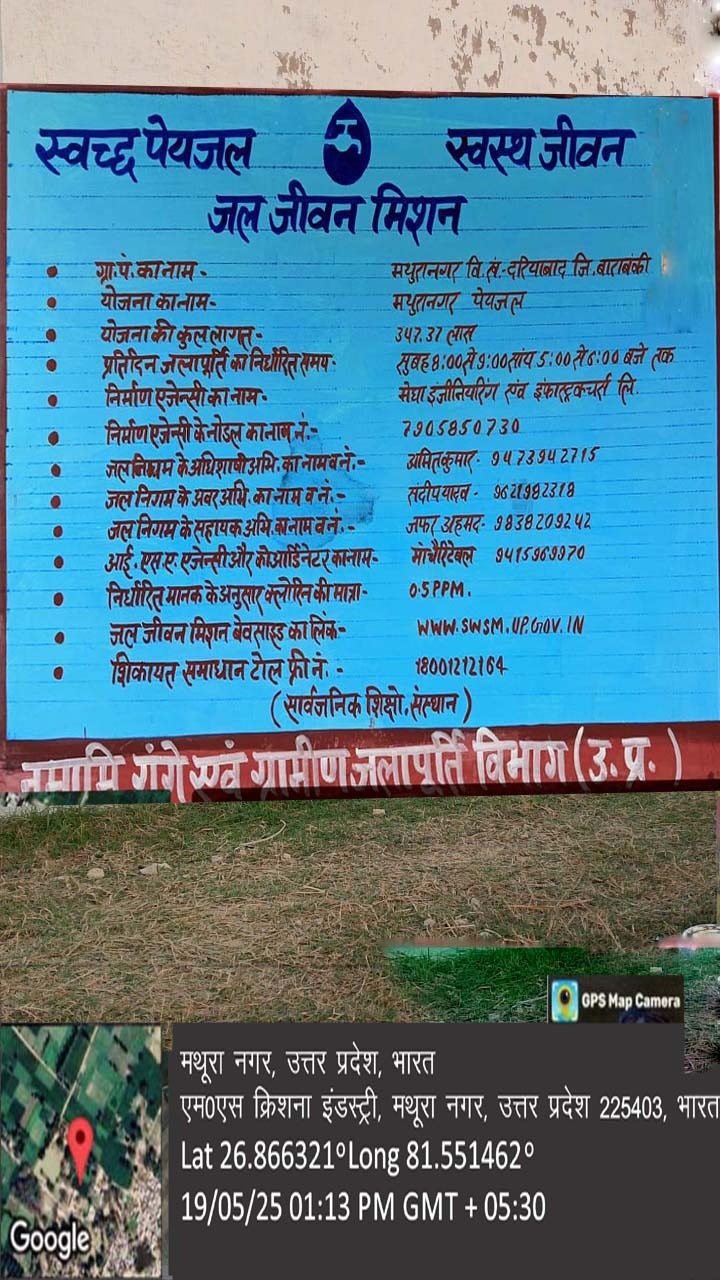 स्वच्छ पेयजल स्वस्थ जीवन
जल जीवन मिशन
• ग्रा.पं. का नाम - मथुरानगर वि.खं.-दरियाबाद जि.बाराबंकी
• योजना का नाम - मथुरानगर पेयजल
• योजना की कुल लागत - 347.37 लाख
• प्रतिदिन जलापूर्ति का निर्धारित समय - सुबह 8:00 से 9:00 सांय 5:00 से 6:00 बजे तक
• निर्माण एजेन्सी का नाम - मेघा इंजीनियरिंग एवं इंफ्रास्ट्रकचर्स लि.
• निर्माण एजेन्सी के नोडल का नाम नं.- 7905850730
• जल निगम के अधिशाषी अभि. का नाम व नं.- अमित कुमार - 9473942715
• जल निगम के अवर अभि. का नाम व नं.- संदीप यादव - 9621982318
• जल निगम के सहायक अभि. का नाम व नं.- जफर अहमद - 9838209242
• आई.एस.ए. एजेन्सी और कोआर्डिनेटर का नाम - 9415969970
• निर्धारित मानक के अनुसार क्लोरिन की मात्रा - 0.5 PPM.
• जल जीवन मिशन बेवसाइड का लिंक - WWW.SWSM.UP.GOV.IN
• शिकायत समाधान टोल फ्री नं. - 18001212164
(सार्वजनिक शिक्षो.संस्थान)
नमामि गंगे एवं ग्रामीण जलापूर्ति विभाग (उ.प्र.)
GPS Map Camera
मथूरा नगर, उत्तर प्रदेश, भारत
एम0एस क्रिशना इंडस्ट्री, मथूरा नगर, उत्तर प्रदेश 225403, भारत
Lat 26.866321° Long 81.551462°
19/05/25 01:13 PM GMT + 05:30
Google